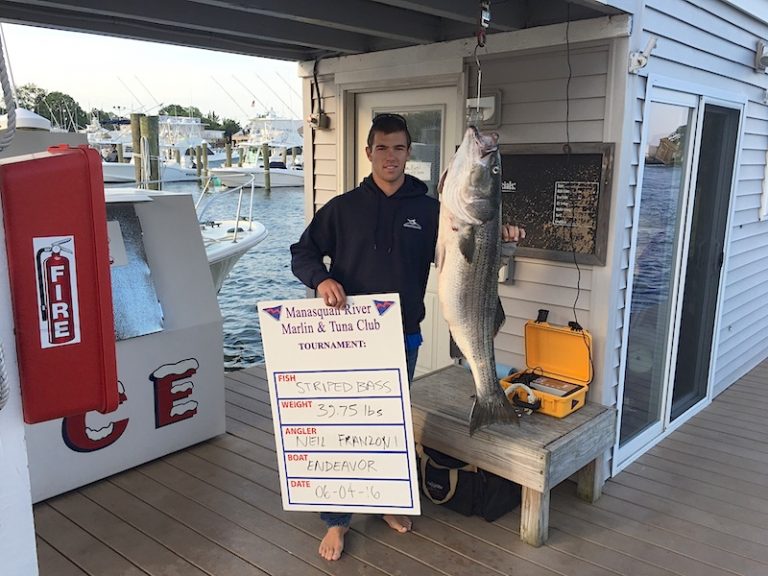 FIRE
CE
Manasquan River
Marlin & Tuna Club
TOURNAMENT:
FISH
STRIPED BASS
WEIGHT
39.75 lbs
ANGLER
NEIL FRANZONI
BOAT
ENDEAVOR
DATE
06-04-16